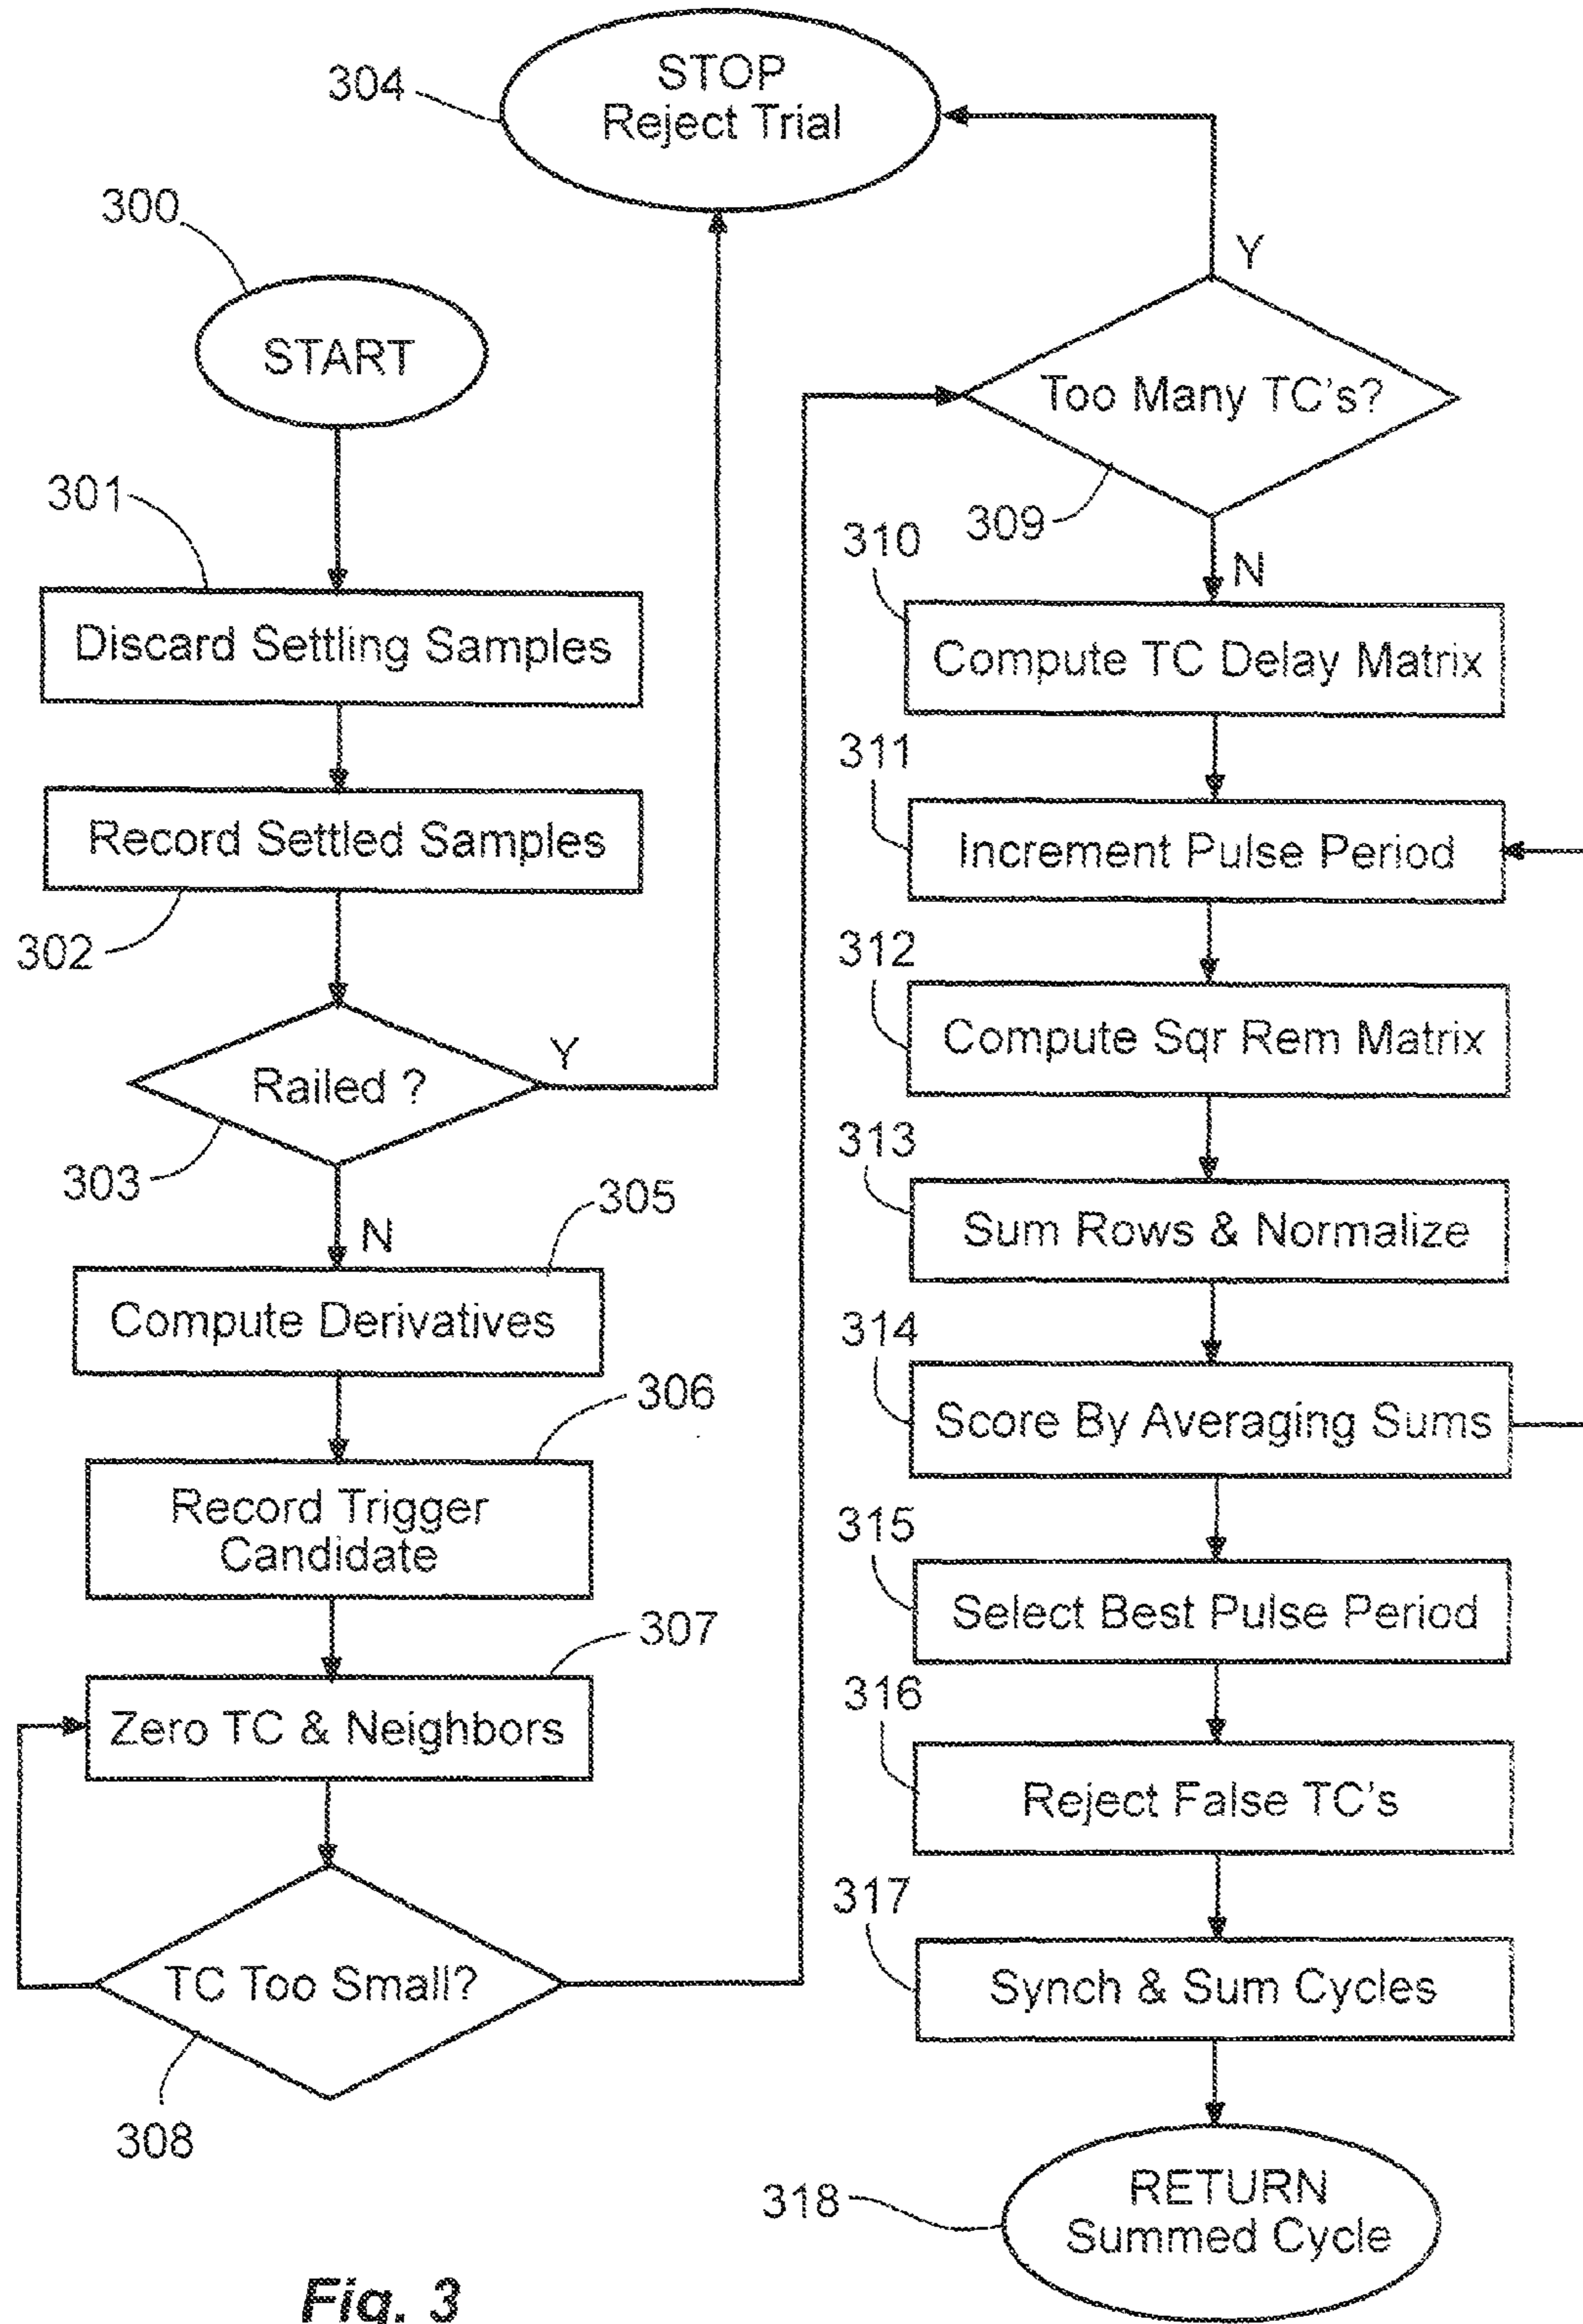 304
STOP
Reject Trial
300
START
301
Discard Settling Samples
Record Settled Samples
302
Railed ?
Y
303
N
305
Compute Derivatives
306
Record Trigger
Candidate
307
Zero TC & Neighbors
TC Too Small?
308
Y
Too Many TC's?
309
N
310
Compute TC Delay Matrix
311
Increment Pulse Period
312
Compute Sqr Rem Matrix
313
Sum Rows & Normalize
314
Score By Averaging Sums
315
Select Best Pulse Period
316
Reject False TC's
317
Synch & Sum Cycles
318
RETURN
Summed Cycle
Fig. 3